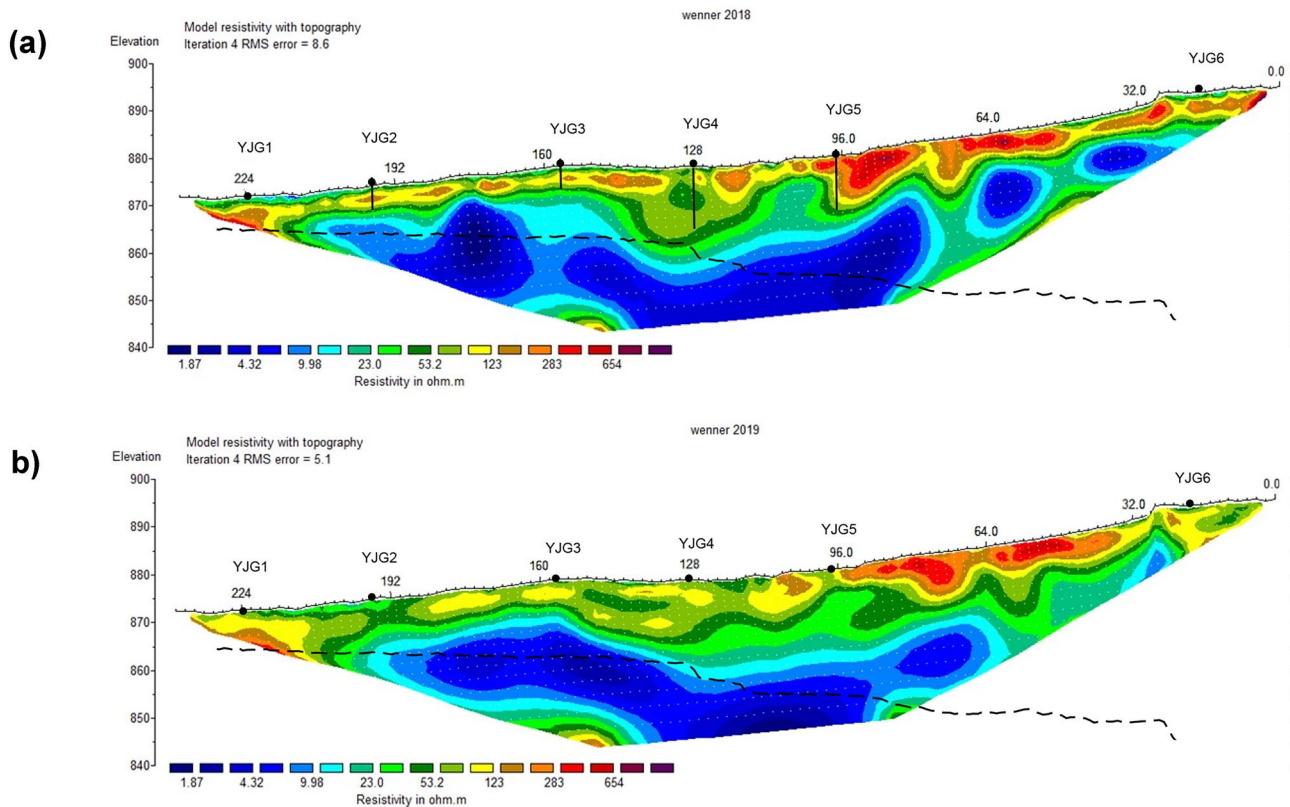 wenner 2018
(a)
Model resistivity with topography
Iteration 4 RMS error = 8.6
Elevation
900
890
880
870
860
850
840
YJG1
YJG2
YJG3
YJG4
YJG5
YJG6
224
192
160
128
96.0
64.0
32.0
0.0
1.87 4.32 9.98 23.0 53.2 123 283 654
Resistivity in ohm.m
wenner 2019
b)
Model resistivity with topography
Iteration 4 RMS error = 5.1
Elevation
900
890
880
870
860
850
840
YJG1
YJG2
YJG3
YJG4
YJG5
YJG6
224
192
160
128
96.0
64.0
32.0
0.0
1.87 4.32 9.98 23.0 53.2 123 283 654
Resistivity in ohm.m